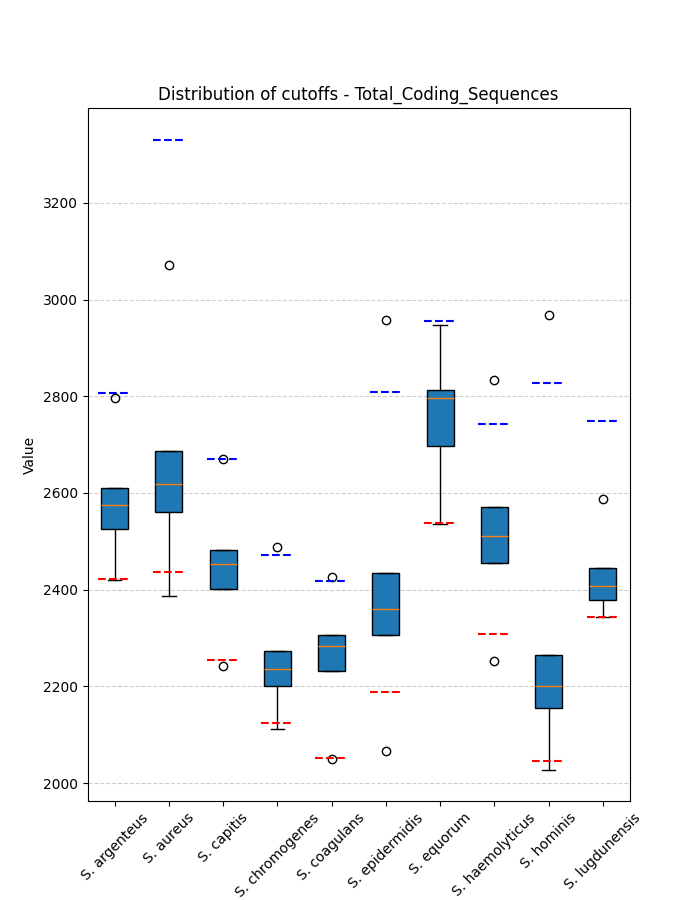 Distribution of cutoffs - Total_Coding_Sequences
Value
3200
3000
2800
2600
2400
2200
2000
S. argenteus
S. aureus
S. capitis
S. chromogenes
S. coagulans
S. epidermidis
S. equorum
S. haemolyticus
S. hominis
S. lugdunensis